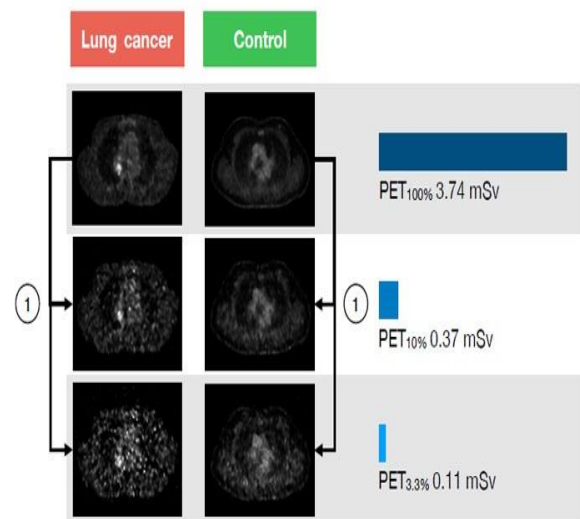 Lung cancer
Control
PET100% 3.74 mSv
1
1
PET10% 0.37 mSv
PET3.3% 0.11 mSv